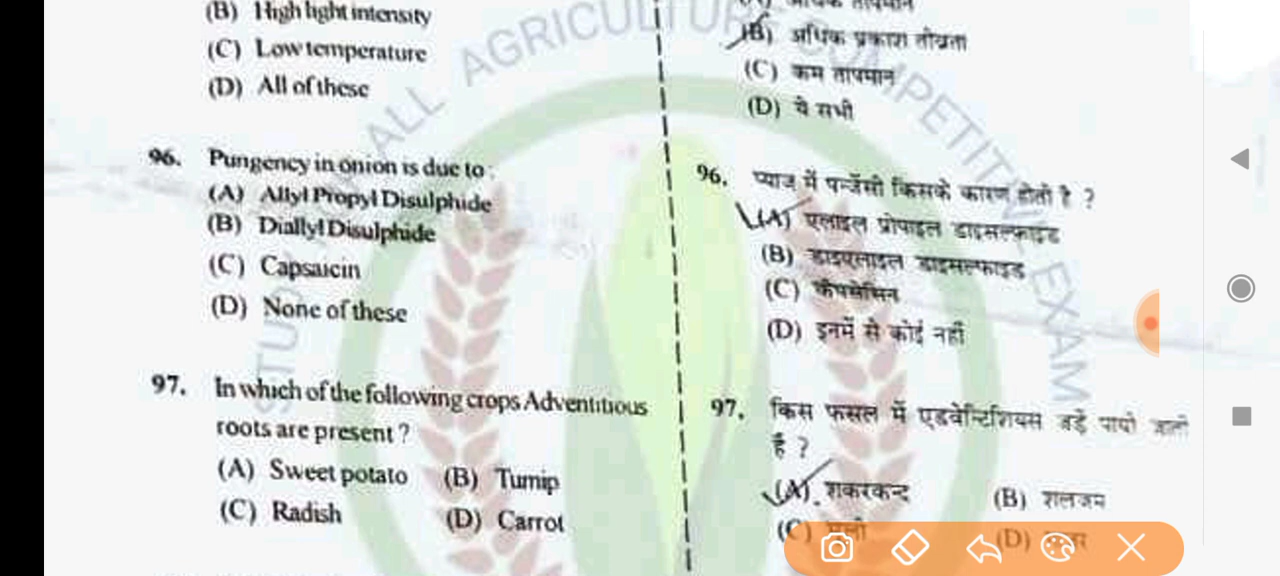 (B) High light intensity
(C) Low temperature
(D) All of these
96. Pungency in onion is due to :
(A) Allyl Propyl Disulphide
(B) Diallyl Disulphide
(C) Capsaicin
(D) None of these
97. In which of the following crops Adventitious
roots are present ?
(A) Sweet potato (B) Turnip
(C) Radish (D) Carrot
(B) अधिक प्रकाश तीव्रता
(C) कम तापमान
(D) ये सभी
96. प्याज में पन्जेंसी किसके कारण होती है ?
(A) एलाइल प्रोपाइल डाइसल्फाइड
(B) डाइएलाइल डाइसल्फाइड
(C) कैपसेसिन
(D) इनमें से कोई नहीं
97. किस फसल में एडवेन्टिशियस जड़ें पायी जाती
है ?
(A) शकरकन्द (B) शलजम
(C) मूली (D)
ALL AGRICULTURE COMPETITIVE EXAM